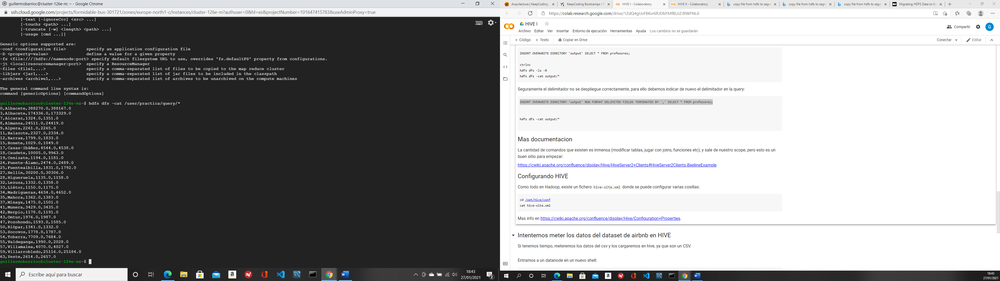 guillermobarrioc@cluster-126e-m: ~ - Google Chrome
ssh.cloud.google.com/projects/formidable-bus-301721/zones/europe-north1-c/instances/cluster-126e-m?authuser=0&hl=es&projectNumber=101647415783&useAdminProxy=true
[-text [-ignoreCrc] <src> ...]
[-touchz <path> ...]
[-truncate [-w] <length> <path> ...]
[-usage [cmd ...]]
Generic options supported are:
-conf <configuration file> specify an application configuration file
-D <property=value> define a value for a given property
-fs <file:///|hdfs://namenode:port> specify default filesystem URL to use, overrides 'fs.defaultFS' property from configurations.
-jt <local|resourcemanager:port> specify a ResourceManager
-files <file1,...> specify a comma-separated list of files to be copied to the map reduce cluster
-libjars <jar1,...> specify a comma-separated list of jar files to be included in the classpath
-archives <archive1,...> specify a comma-separated list of archives to be unarchived on the compute machines
The general command line syntax is:
command [genericOptions] [commandOptions]
guillermobarrioc@cluster-126e-m:~$ hdfs dfs -cat /user/practica/query/*
0,Albacete,388270.0,388167.0
3,Albacete,174336.0,173329.0
7,Alcaraz,1324.0,1351.0
8,Almansa,24511.0,24419.0
9,Alpera,2261.0,2265.0
11,Balazote,2327.0,2334.0
12,Barrax,1799.0,1833.0
15,Bonete,1029.0,1049.0
17,Casas-Ibáñez,4544.0,4538.0
18,Caudete,10005.0,9963.0
19,Cenizate,1194.0,1181.0
24,Fuente-Álamo,2474.0,2489.0
25,Fuentealbilla,1831.0,1792.0
27,Hellín,30200.0,30306.0
28,Higueruela,1135.0,1158.0
32,Lezuza,1332.0,1358.0
33,Liétor,1150.0,1175.0
34,Madrigueras,4634.0,4652.0
35,Mahora,1362.0,1383.0
37,Minaya,1475.0,1501.0
41,Munera,3429.0,3435.0
42,Nerpio,1178.0,1191.0
43,Ontur,1976.0,1987.0
47,Pozohondo,1593.0,1585.0
50,Riópar,1341.0,1332.0
53,Socovos,1778.0,1787.0
54,Tobarra,7709.0,7684.0
55,Valdeganga,1990.0,2028.0
57,Villamalea,4070.0,4027.0
59,Villarrobledo,25116.0,25184.0
63,Yeste,2614.0,2657.0
guillermobarrioc@cluster-126e-m:~$
Escribe aquí para buscar
18:43
27/01/2021
2
Arquitectura | KeepCoding
KeepCoding Bootcamps / F
HIVE I - Colaboratory
HIVE II - Colaboratory
copy file from hdfs to segm
copy file from hdfs to segm
copy file from hdfs to segm
Migrating HDFS Data to Go
https://colab.research.google.com/drive/1ZdQ4gUvFBKvr6RJDbFMfBUJZJRWFNLit
HIVE I
Archivo Editar Ver Insertar Entorno de ejecución Herramientas Ayuda Los cambios no se guardarán
Compartir
G
+ Código + Texto Copiar en Drive
Conectar
Editar
INSERT OVERWRITE DIRECTORY 'output' SELECT * FROM profesores;
ctrl+c
hdfs dfs -ls -R
hdfs dfs -cat output/*
Seguramente el delimitador no se despliegue correctamente, para ello debemos indicar de nuevo el delimitador en la query:
INSERT OVERWRITE DIRECTORY 'output' ROW FORMAT DELIMITED FIELDS TERMINATED BY ',' SELECT * FROM profesores;
hdfs dfs -cat output/*
Mas documentacion
La cantidad de comandos que existen es inmensa (modificar tablas, jugar con joins, funciones etc), y sale de nuestro scope, pero esto es un
buen sitio para empezar:
https://cwiki.apache.org/confluence/display/Hive/HiveServer2+Clients#HiveServer2Clients-BeelineExample
Configurando HIVE
Como todo en Hadoop, existe un fichero hive-site.xml donde se puede configurar varias cosillas:
cd /opt/hive/conf
cat hive-site.xml
Mas info en https://cwiki.apache.org/confluence/display/Hive/Configuration+Properties.
Intentemos meter los datos del dataset de airbnb en HIVE
Si tenemos tiempo, meteremos los datos del csv y los cargaremos en hive, ya que son un CSV.
Entramos a un datanode en un nuevo shell:
18:43
27/01/2021